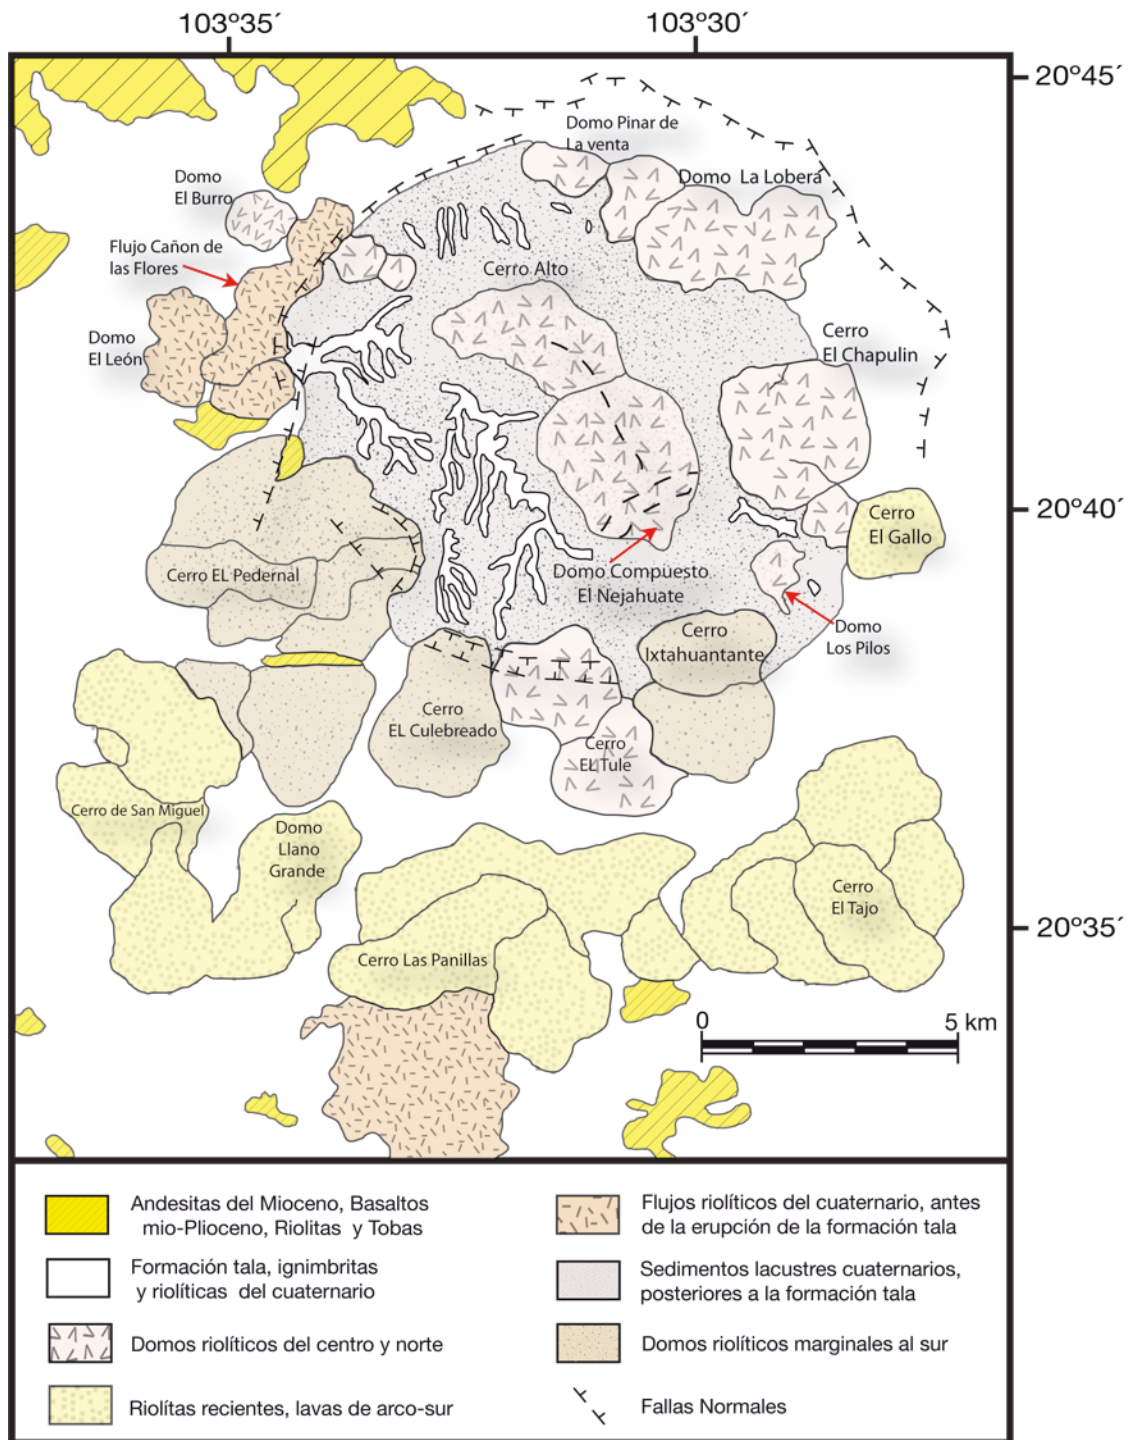 103º35´
103º30´
20º45´
Domo Pinar de
La venta
Domo
El Burro
Domo La Lobera
Flujo Cañon de
las Flores
Cerro Alto
Domo
El León
Cerro
El Chapulin
20º40´
Cerro
El Gallo
Cerro EL Pedernal
Domo Compuesto
El Nejahuate
Domo
Los Pilos
Cerro
Ixtahuantante
Cerro
EL Culebreado
Cerro
EL Tule
Cerro de San Miguel
Domo
Llano
Grande
Cerro
El Tajo
20º35´
Cerro Las Panillas
0
5 km
Andesitas del Mioceno, Basaltos
mio-Plioceno, Riolitas y Tobas
Formación tala, ignimbritas
y riolíticas del cuaternario
Domos riolíticos del centro y norte
Riolítas recientes, lavas de arco-sur
Flujos riolíticos del cuaternario, antes
de la erupción de la formación tala
Sedimentos lacustres cuaternarios,
posteriores a la formación tala
Domos riolíticos marginales al sur
Fallas Normales